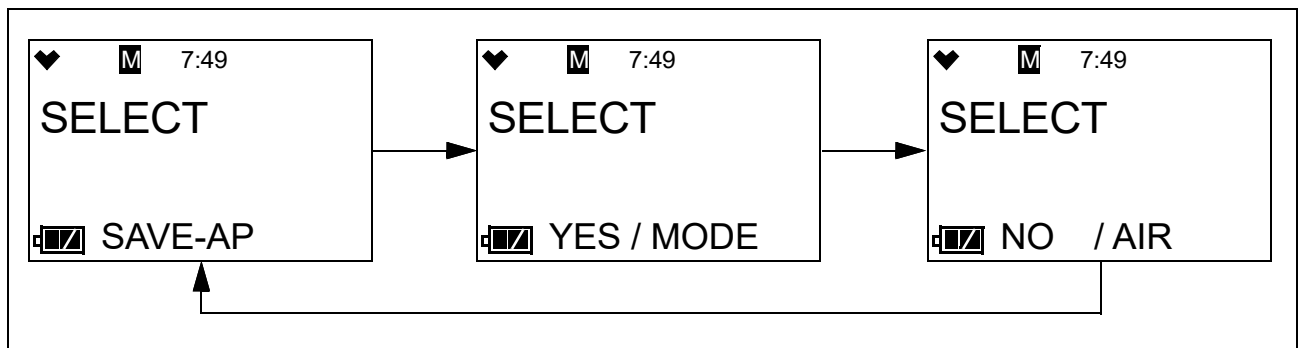 M 7:49
SELECT
SAVE-AP
M 7:49
SELECT
YES / MODE
M 7:49
SELECT
NO / AIR